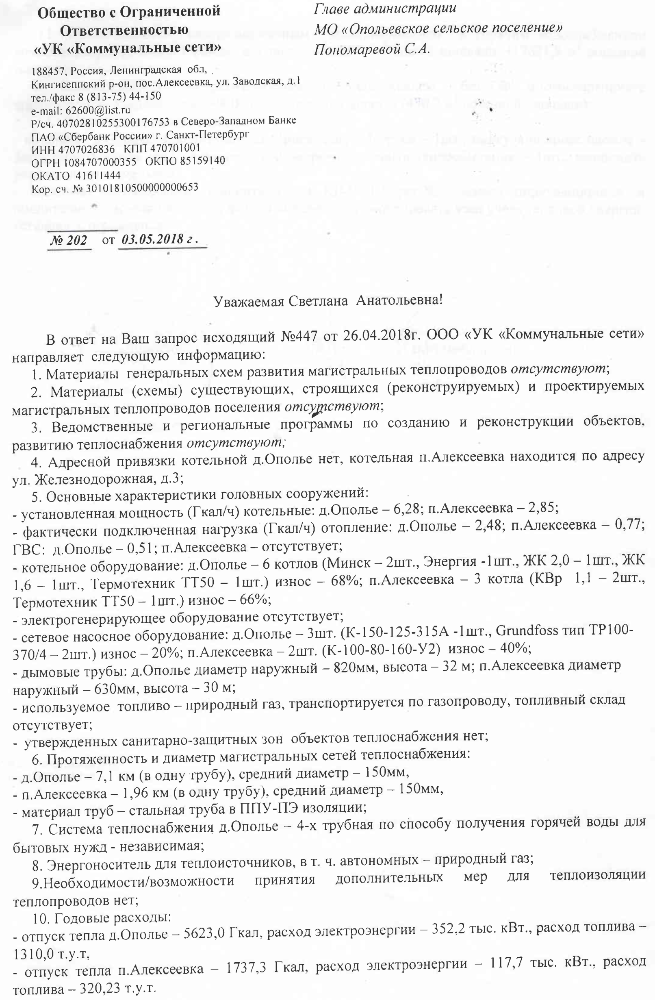 Общество с Ограниченной
Ответственностью
«УК «Коммунальные сети»
188457, Россия, Ленинградская обл,
Кингисеппский р-он, пос.Алексеевка, ул. Заводская, д.1
тел./факс 8 (813-75) 44-150
e-mail: 62600@list.ru
Р/сч. 40702810255300176753 в Северо-Западном Банке
ПАО «Сбербанк России» г. Санкт-Петербург
ИНН 4707026836 КПП 470701001
ОГРН 1084707000355 ОКПО 85159140
ОКАТО 41611444
Кор. сч. № 30101810500000000653
№ 202 от 03.05.2018 г.
Главе администрации
МО «Опольевское сельское поселение»
Пономаревой С.А.
Уважаемая Светлана Анатольевна!
В ответ на Ваш запрос исходящий №447 от 26.04.2018г. ООО «УК «Коммунальные сети»
направляет следующую информацию:
1. Материалы генеральных схем развития магистральных теплопроводов отсутствуют;
2. Материалы (схемы) существующих, строящихся (реконструируемых) и проектируемых
магистральных теплопроводов поселения отсутствуют;
3. Ведомственные и региональные программы по созданию и реконструкции объектов,
развитию теплоснабжения отсутствуют;
4. Адресной привязки котельной д.Ополье нет, котельная п.Алексеевка находится по адресу
ул. Железнодорожная, д.3;
5. Основные характеристики головных сооружений:
- установленная мощность (Гкал/ч) котельные: д.Ополье – 6,28; п.Алексеевка – 2,85;
- фактически подключенная нагрузка (Гкал/ч) отопление: д.Ополье – 2,48; п.Алексеевка – 0,77;
ГВС: д.Ополье – 0,51; п.Алексеевка – отсутствует;
- котельное оборудование: д.Ополье – 6 котлов (Минск – 2шт., Энергия -1шт., ЖК 2,0 – 1шт., ЖК
1,6 – 1шт., Термотехник ТТ50 – 1шт.) износ – 68%; п.Алексеевка – 3 котла (КВр 1,1 – 2шт.,
Термотехник ТТ50 – 1шт.) износ – 66%;
- электрогенерирующее оборудование отсутствует;
- сетевое насосное оборудование: д.Ополье – 3шт. (К-150-125-315А -1шт., Grundfoss тип ТР100-
370/4 – 2шт.) износ – 20%; п.Алексеевка – 2шт. (К-100-80-160-У2) износ – 40%;
- дымовые трубы: д.Ополье диаметр наружный – 820мм, высота – 32 м; п.Алексеевка диаметр
наружный – 630мм, высота – 30 м;
- используемое топливо – природный газ, транспортируется по газопроводу, топливный склад
отсутствует;
- утвержденных санитарно-защитных зон объектов теплоснабжения нет;
6. Протяженность и диаметр магистральных сетей теплоснабжения:
- д.Ополье – 7,1 км (в одну трубу), средний диаметр – 150мм,
- п.Алексеевка – 1,96 км (в одну трубу), средний диаметр – 150мм,
- материал труб – стальная труба в ППУ-ПЭ изоляции;
7. Система теплоснабжения д.Ополье – 4-х трубная по способу получения горячей воды для
бытовых нужд - независимая;
8. Энергоноситель для теплоисточников, в т. ч. автономных – природный газ;
9.Необходимости/возможности принятия дополнительных мер для теплоизоляции
теплопроводов нет;
10. Годовые расходы:
- отпуск тепла д.Ополье – 5623,0 Гкал, расход электроэнергии – 352,2 тыс. кВт., расход топлива –
1310,0 т.у.т,
- отпуск тепла п.Алексеевка – 1737,3 Гкал, расход электроэнергии – 117,7 тыс. кВт., расход
топлива – 320,23 т.у.т.